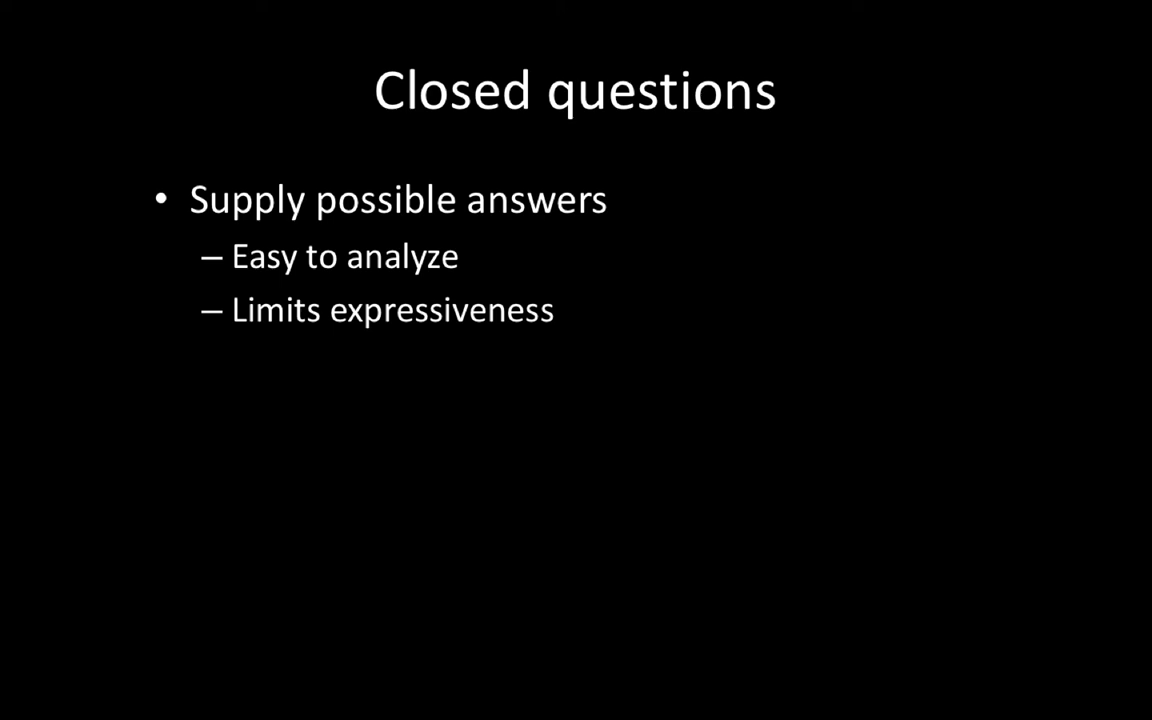 Closed questions
• Supply possible answers
– Easy to analyze
– Limits expressiveness